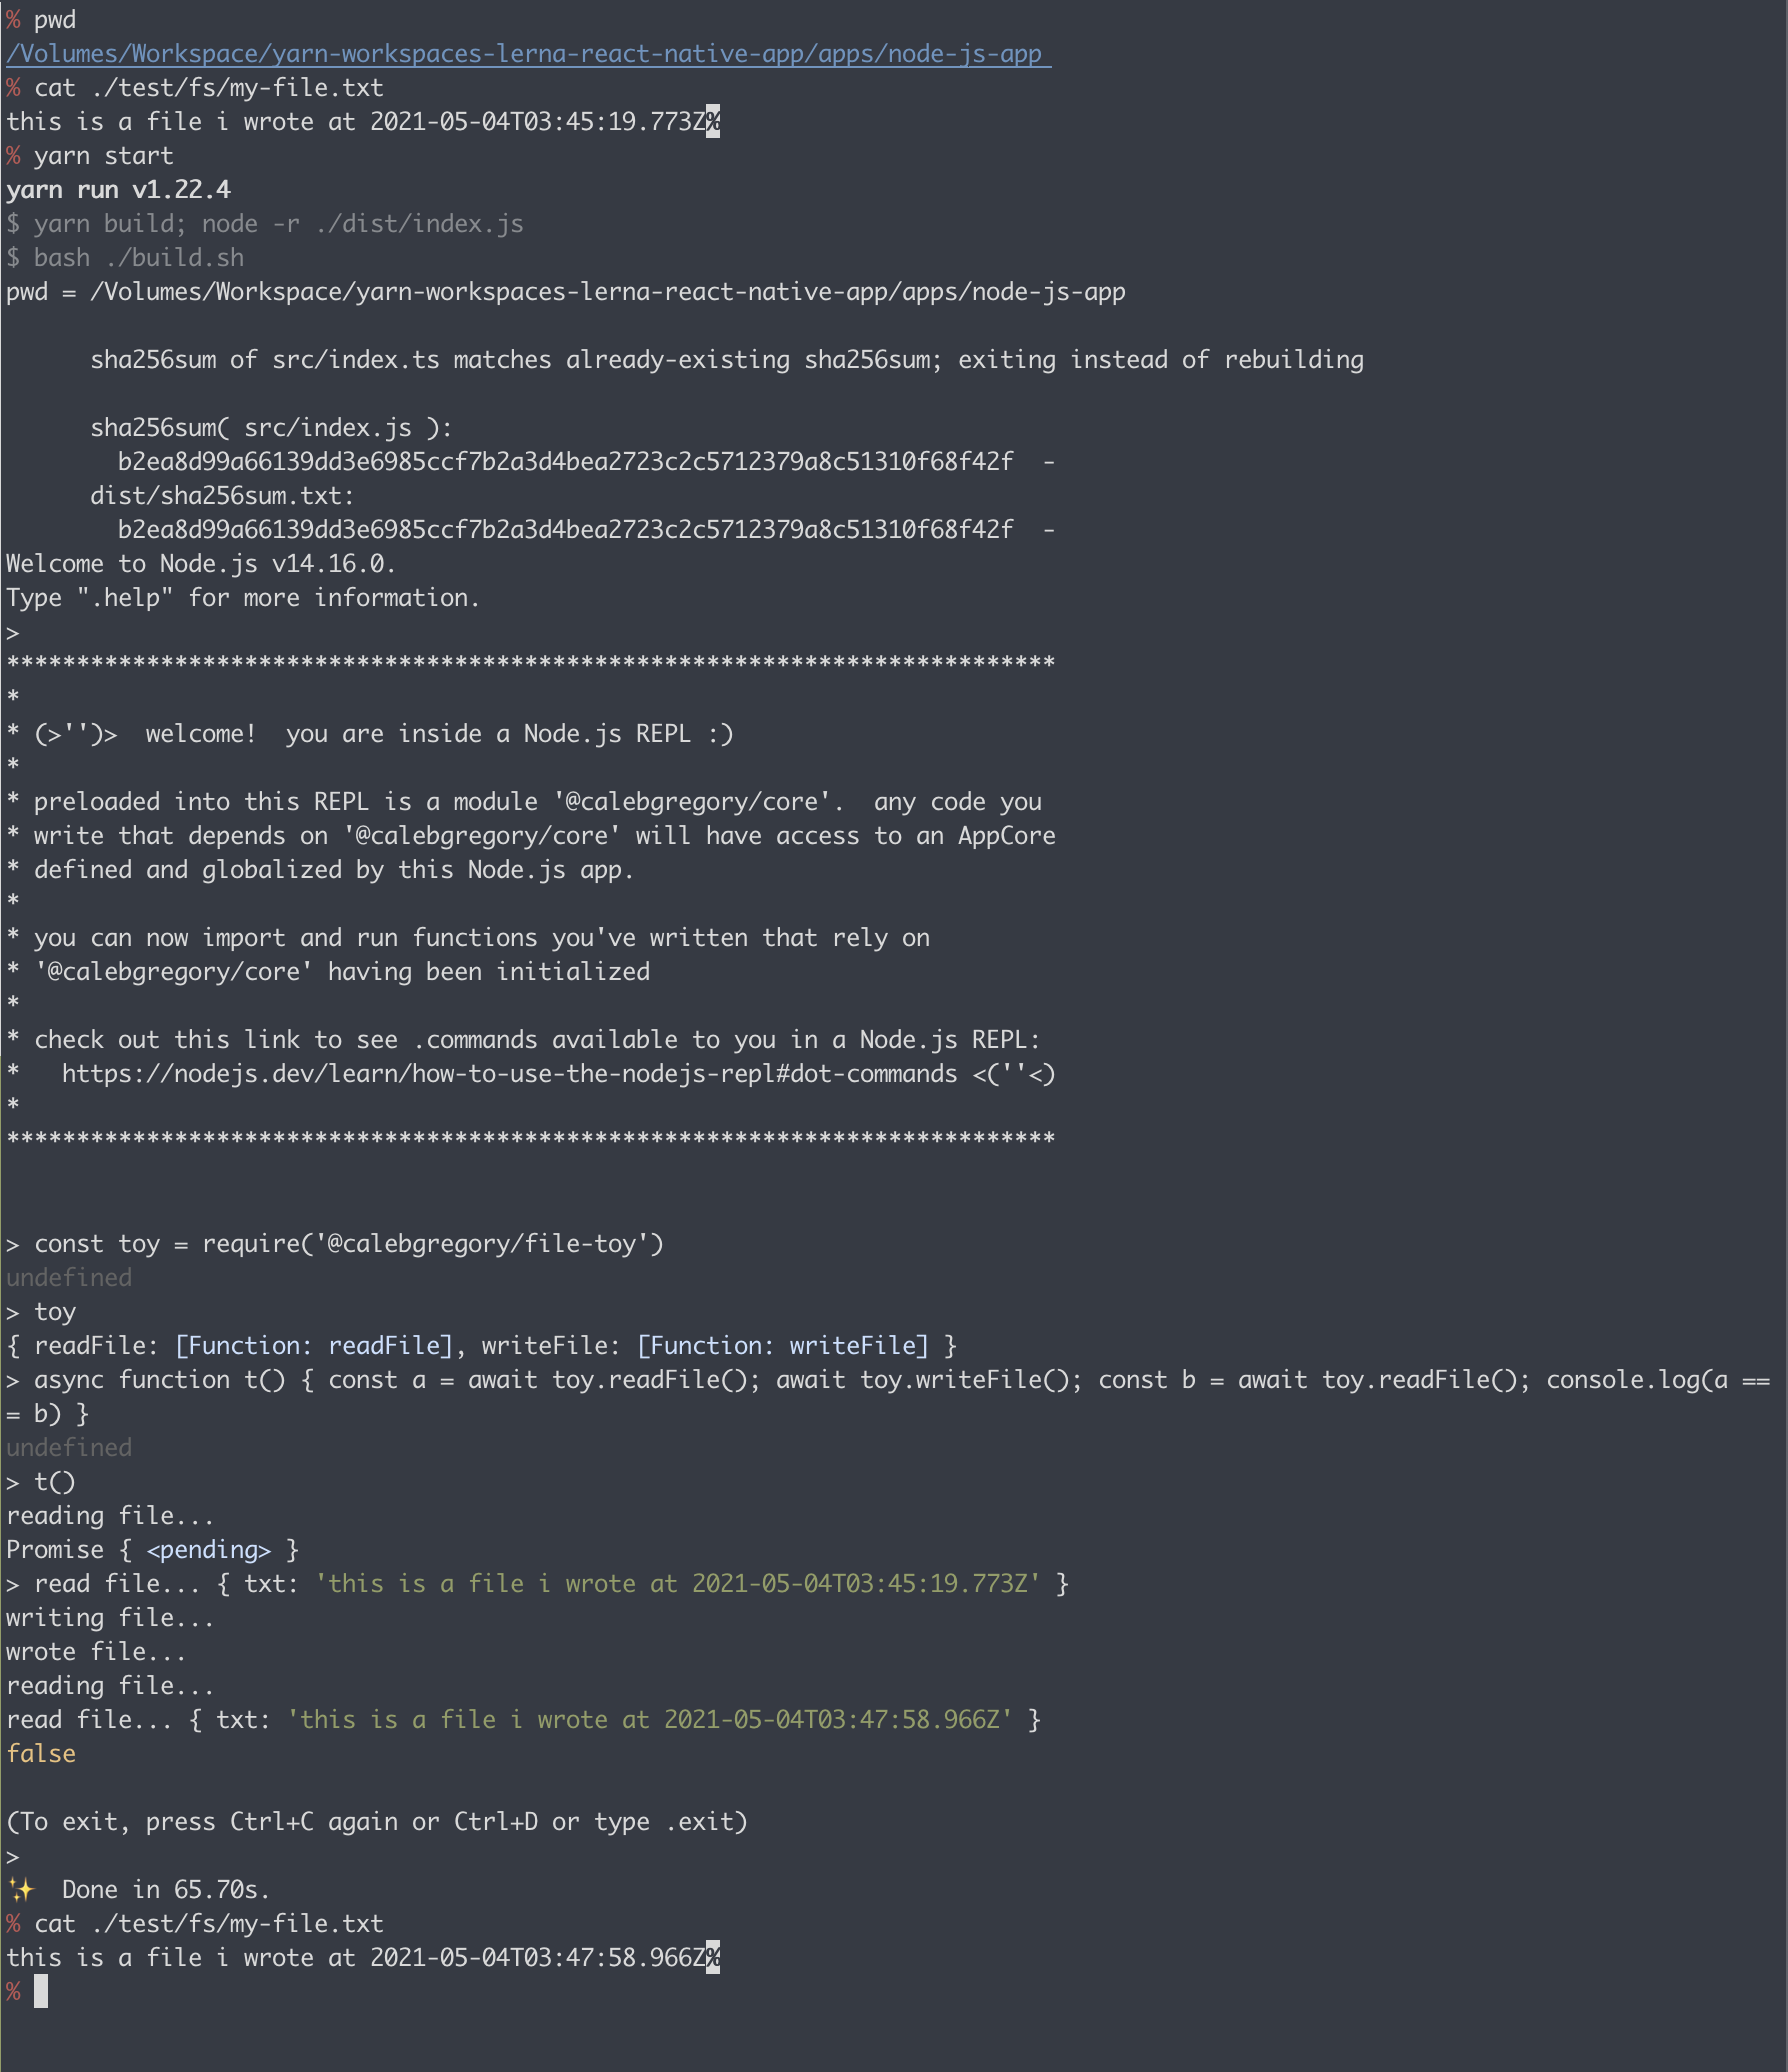 % pwd
/Volumes/Workspace/yarn-workspaces-lerna-react-native-app/apps/node-js-app
% cat ./test/fs/my-file.txt
this is a file i wrote at 2021-05-04T03:45:19.773Z%
% yarn start
yarn run v1.22.4
$ yarn build; node -r ./dist/index.js
$ bash ./build.sh
pwd = /Volumes/Workspace/yarn-workspaces-lerna-react-native-app/apps/node-js-app

      sha256sum of src/index.ts matches already-existing sha256sum; exiting instead of rebuilding

      sha256sum( src/index.js ):
        b2ea8d99a66139dd3e6985ccf7b2a3d4bea2723c2c5712379a8c51310f68f42f  -
      dist/sha256sum.txt:
        b2ea8d99a66139dd3e6985ccf7b2a3d4bea2723c2c5712379a8c51310f68f42f  -
Welcome to Node.js v14.16.0.
Type ".help" for more information.
>
***************************************************************************
*
* (>'')>  welcome!  you are inside a Node.js REPL :)
*
* preloaded into this REPL is a module '@calebgregory/core'.  any code you
* write that depends on '@calebgregory/core' will have access to an AppCore
* defined and globalized by this Node.js app.
*
* you can now import and run functions you've written that rely on
* '@calebgregory/core' having been initialized
*
* check out this link to see .commands available to you in a Node.js REPL:
*   https://nodejs.dev/learn/how-to-use-the-nodejs-repl#dot-commands <(''<)
*
***************************************************************************

> const toy = require('@calebgregory/file-toy')
undefined
> toy
{ readFile: [Function: readFile], writeFile: [Function: writeFile] }
> async function t() { const a = await toy.readFile(); await toy.writeFile(); const b = await toy.readFile(); console.log(a ==
= b) }
undefined
> t()
reading file...
Promise { <pending> }
> read file... { txt: 'this is a file i wrote at 2021-05-04T03:45:19.773Z' }
writing file...
wrote file...
reading file...
read file... { txt: 'this is a file i wrote at 2021-05-04T03:47:58.966Z' }
false

(To exit, press Ctrl+C again or Ctrl+D or type .exit)
>
✨  Done in 65.70s.
% cat ./test/fs/my-file.txt
this is a file i wrote at 2021-05-04T03:47:58.966Z%
%